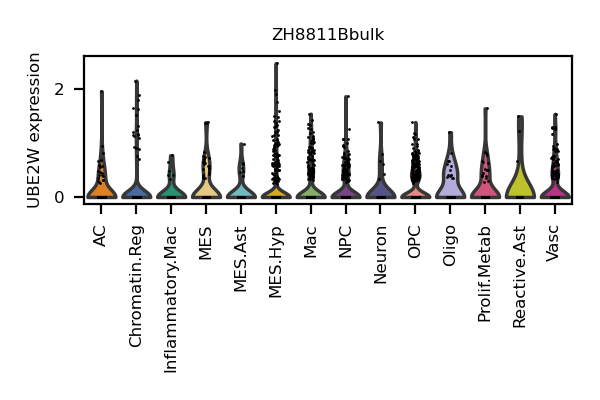 ZH8811Bbulk
UBE2W expression
2
0
AC
Chromatin.Reg
Inflammatory.Mac
MES
MES.Ast
MES.Hyp
Mac
NPC
Neuron
OPC
Oligo
Prolif.Metab
Reactive.Ast
Vasc